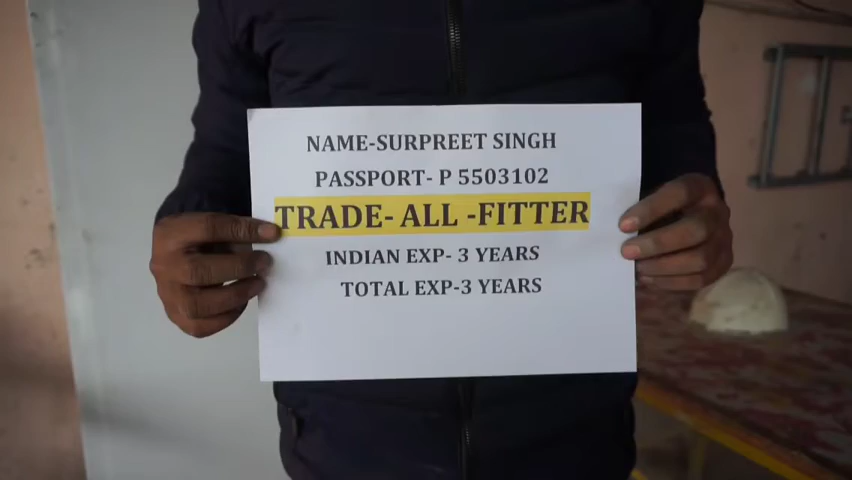 NAME-SURPREET SINGH
PASSPORT- P 5503102
TRADE- ALL -FITTER
INDIAN EXP- 3 YEARS
TOTAL EXP-3 YEARS